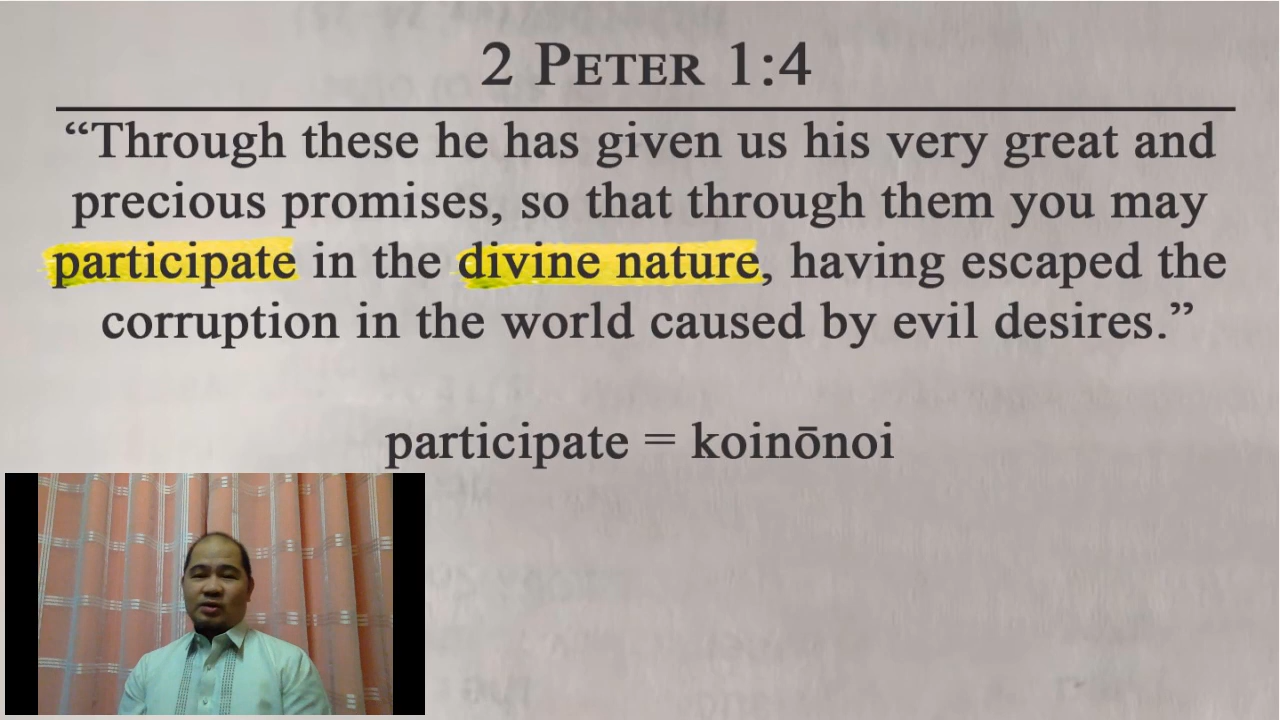 2 PETER 1:4
“Through these he has given us his very great and
precious promises, so that through them you may
participate in the divine nature, having escaped the
corruption in the world caused by evil desires.”
participate = koinōnoi